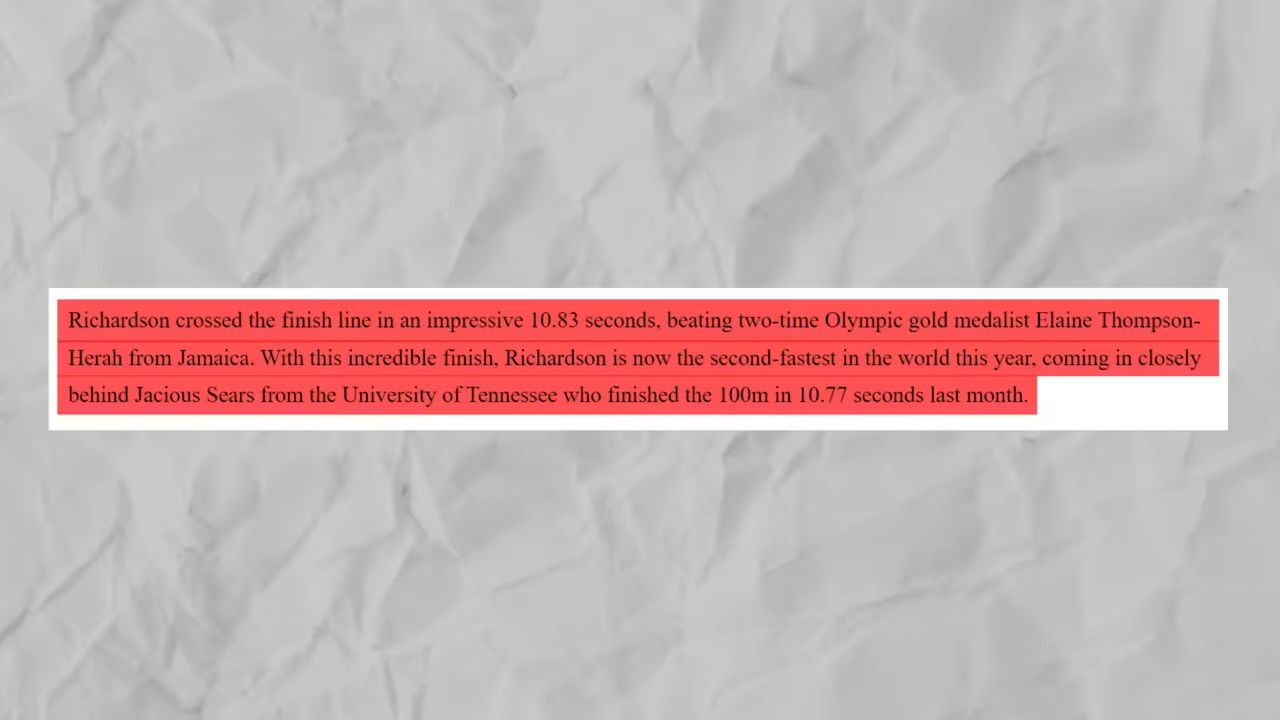 Richardson crossed the finish line in an impressive 10.83 seconds, beating two-time Olympic gold medalist Elaine Thompson-
Herah from Jamaica. With this incredible finish, Richardson is now the second-fastest in the world this year, coming in closely
behind Jacious Sears from the University of Tennessee who finished the 100m in 10.77 seconds last month.